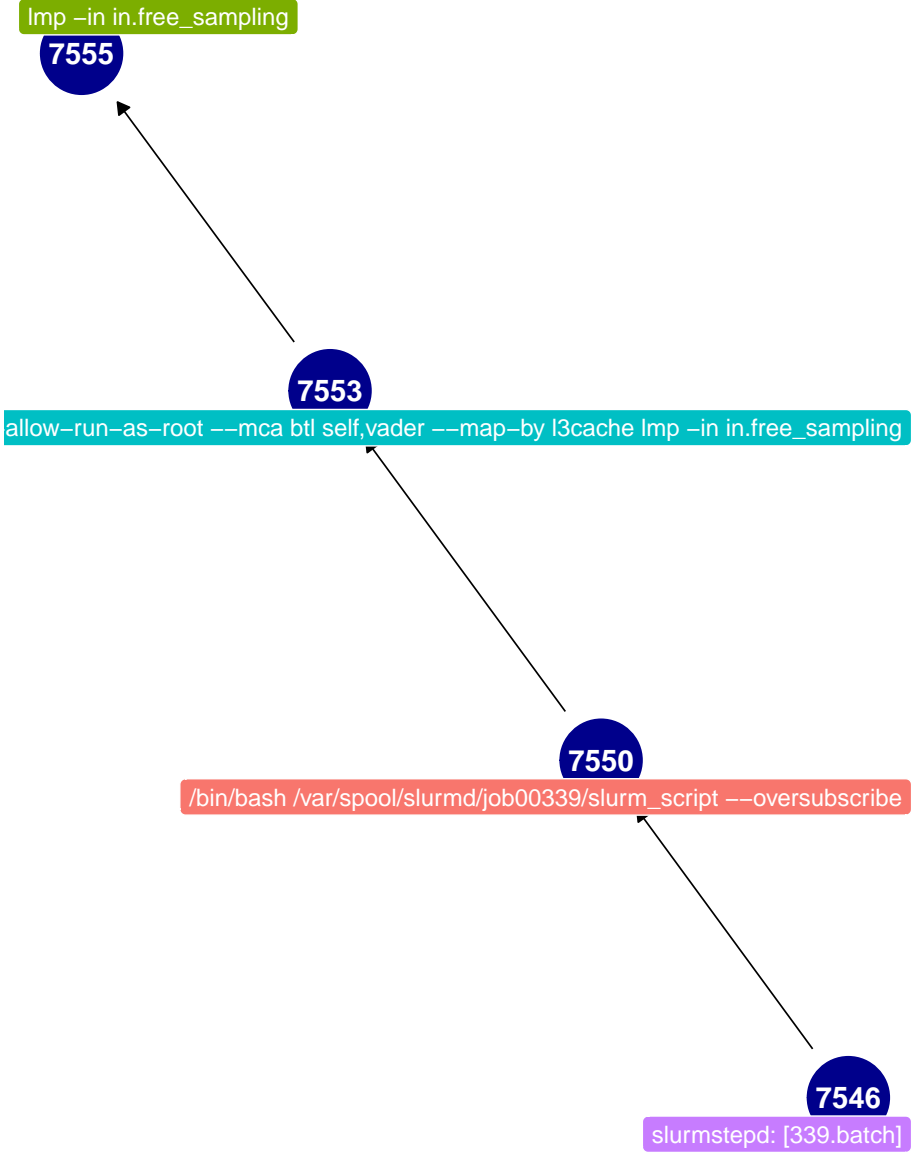 lmp −in in.free_sampling
7555
7553
allow−run−as−root −−mca btl self,vader −−map−by l3cache lmp −in in.free_sampling
7550
/bin/bash /var/spool/slurmd/job00339/slurm_script −−oversubscribe
7546
slurmstepd: [339.batch]